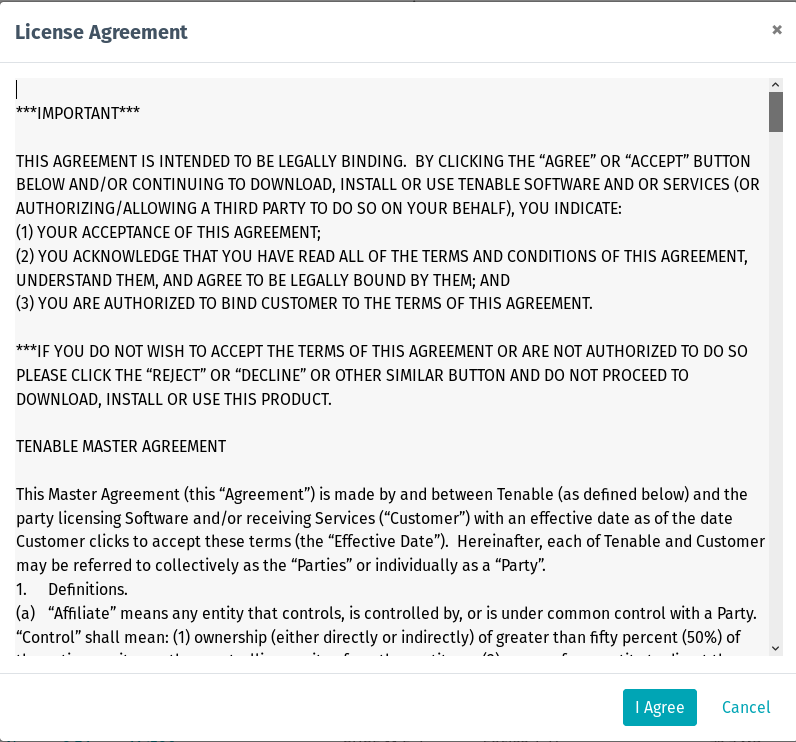 License Agreement
×
***IMPORTANT***
THIS AGREEMENT IS INTENDED TO BE LEGALLY BINDING.  BY CLICKING THE “AGREE” OR “ACCEPT” BUTTON
BELOW AND/OR CONTINUING TO DOWNLOAD, INSTALL OR USE TENABLE SOFTWARE AND OR SERVICES (OR
AUTHORIZING/ALLOWING A THIRD PARTY TO DO SO ON YOUR BEHALF), YOU INDICATE:
(1) YOUR ACCEPTANCE OF THIS AGREEMENT;
(2) YOU ACKNOWLEDGE THAT YOU HAVE READ ALL OF THE TERMS AND CONDITIONS OF THIS AGREEMENT,
UNDERSTAND THEM, AND AGREE TO BE LEGALLY BOUND BY THEM; AND
(3) YOU ARE AUTHORIZED TO BIND CUSTOMER TO THE TERMS OF THIS AGREEMENT.
***IF YOU DO NOT WISH TO ACCEPT THE TERMS OF THIS AGREEMENT OR ARE NOT AUTHORIZED TO DO SO
PLEASE CLICK THE “REJECT” OR “DECLINE” OR OTHER SIMILAR BUTTON AND DO NOT PROCEED TO
DOWNLOAD, INSTALL OR USE THIS PRODUCT.
TENABLE MASTER AGREEMENT
This Master Agreement (this “Agreement”) is made by and between Tenable (as defined below) and the
party licensing Software and/or receiving Services (“Customer”) with an effective date as of the date
Customer clicks to accept these terms (the “Effective Date”).  Hereinafter, each of Tenable and Customer
may be referred to collectively as the “Parties” or individually as a “Party”.
1. Definitions.
(a) “Affiliate” means any entity that controls, is controlled by, or is under common control with a Party.
“Control” shall mean: (1) ownership (either directly or indirectly) of greater than fifty percent (50%) of
I Agree
Cancel